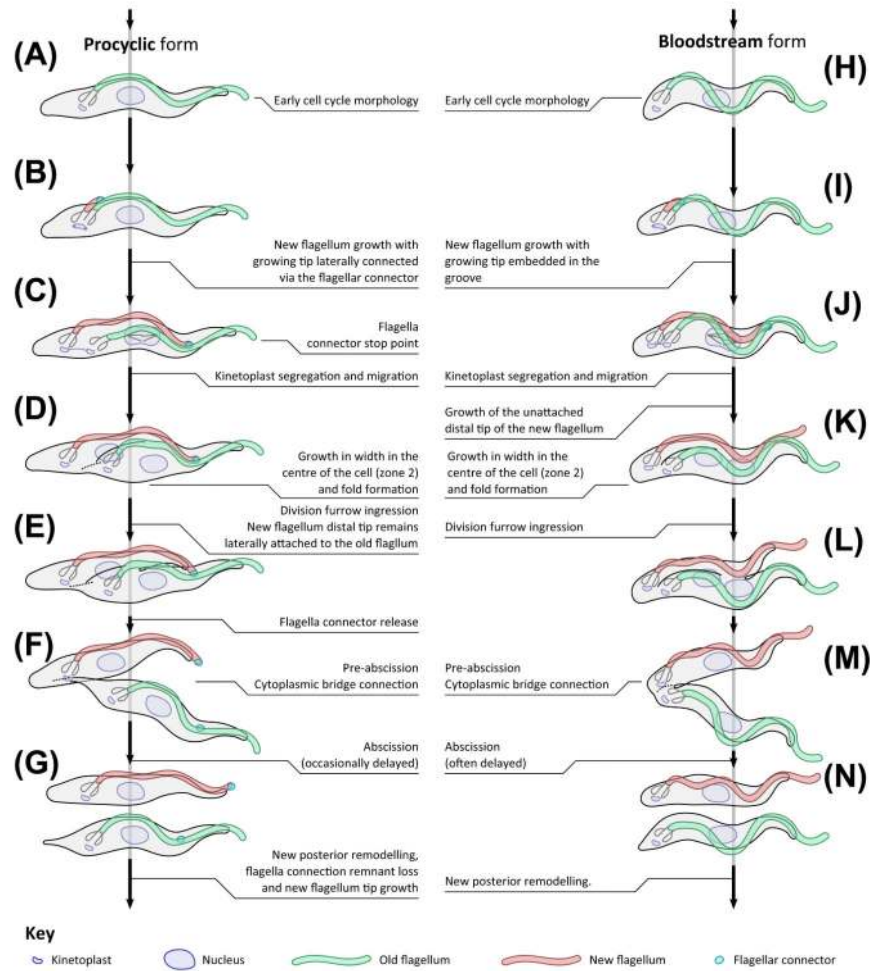 Procyclic form
Bloodstream form
(A)
(H)
Early cell cycle morphology
Early cell cycle morphology
(B)
(I)
New flagellum growth with
growing tip laterally connected
via the flagellar connector
New flagellum growth with
growing tip embedded in the
groove
(C)
(J)
Flagella
connector stop point
Kinetoplast segregation and migration
Kinetoplast segregation and migration
Growth of the unattached
distal tip of the new flagellum
(D)
(K)
Growth in width in the
centre of the cell (zone 2)
and fold formation
Growth in width in the
centre of the cell (zone 2)
and fold formation
Division furrow ingression
New flagellum distal tip remains
laterally attached to the old flagllum
Division furrow ingression
(E)
(L)
Flagella connector release
(F)
(M)
Pre-abscission
Cytoplasmic bridge connection
Pre-abscission
Cytoplasmic bridge connection
Abscission
(occasionally delayed)
Abscission
(often delayed)
(G)
(N)
New posterior remodelling,
flagella connection remnant loss
and new flagellum tip growth
New posterior remodelling.
Key
Kinetoplast
Nucleus
Old flagellum
New flagellum
Flagellar connector